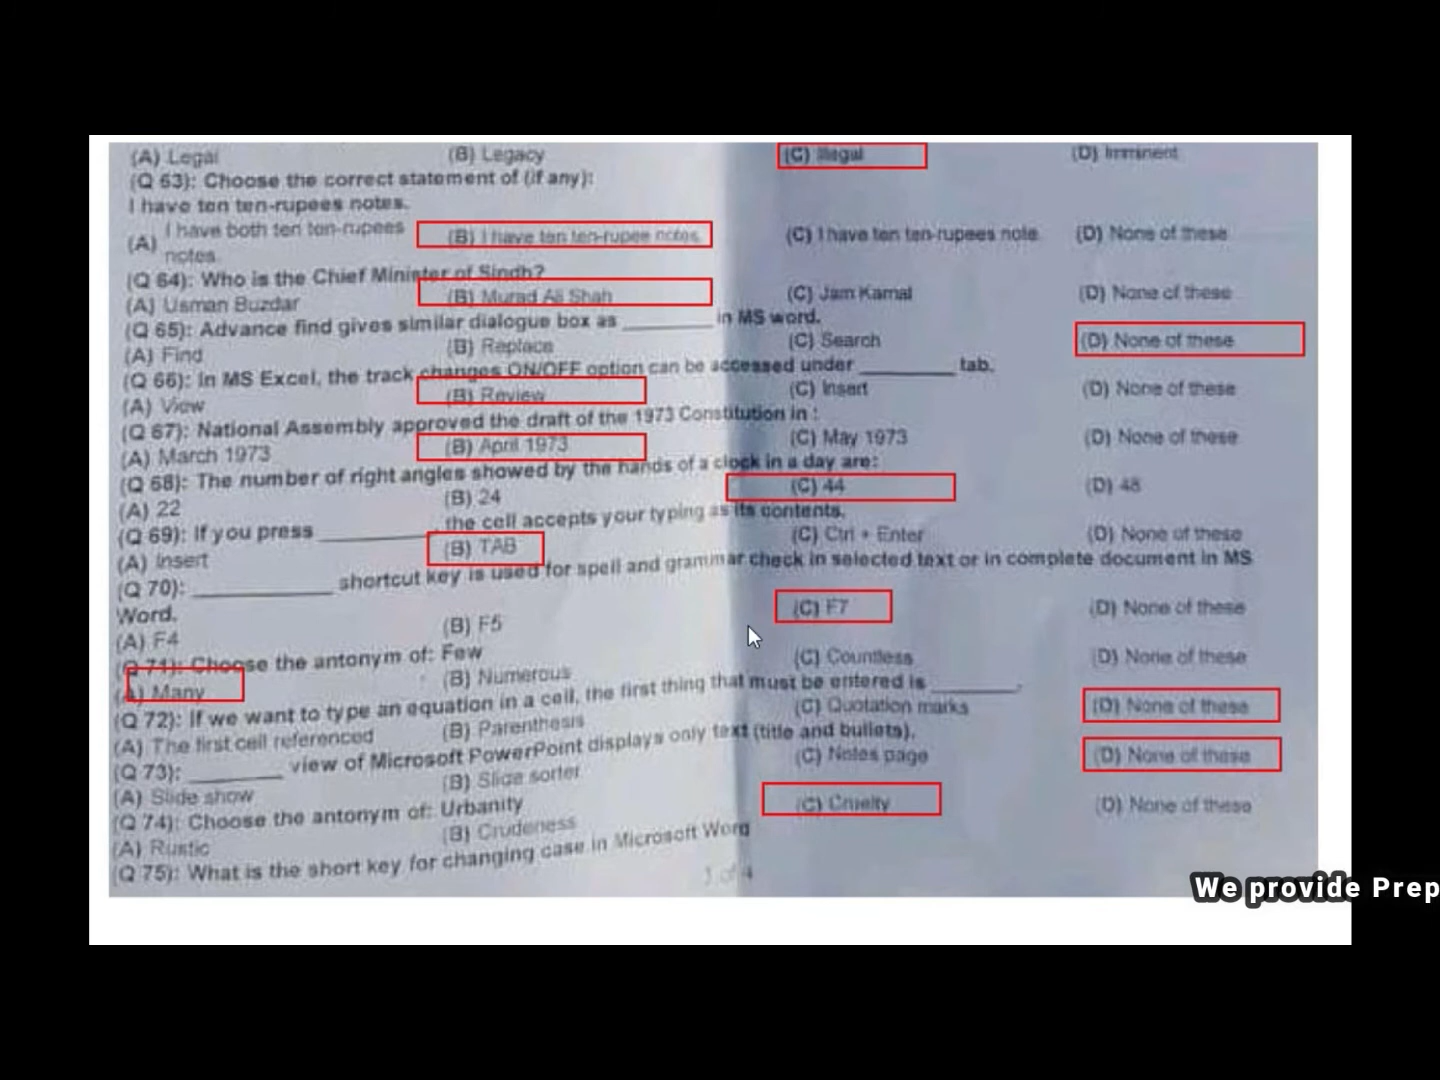 (A) Legal (B) Legacy (C) Illegal (D) Imminent
(Q 63): Choose the correct statement of (if any):
I have ten ten-rupees notes.
(A) I have both ten ten-rupees notes. (B) I have ten ten-rupee notes. (C) I have ten ten-rupees note. (D) None of these
(Q 64): Who is the Chief Minister of Sindh?
(A) Usman Buzdar (B) Murad Ali Shah (C) Jam Kamal (D) None of these
(Q 65): Advance find gives similar dialogue box as ________ in MS word.
(A) Find (B) Replace (C) Search (D) None of these
(Q 66): In MS Excel, the track changes ON/OFF option can be accessed under ________ tab.
(A) View (B) Review (C) Insert (D) None of these
(Q 67): National Assembly approved the draft of the 1973 Constitution in :
(A) March 1973 (B) April 1973 (C) May 1973 (D) None of these
(Q 68): The number of right angles showed by the hands of a clock in a day are:
(A) 22 (B) 24 (C) 44 (D) 48
(Q 69): If you press ________ the cell accepts your typing as its contents.
(A) Insert (B) TAB (C) Ctrl + Enter (D) None of these
(Q 70): ________ shortcut key is used for spell and grammar check in selected text or in complete document in MS
Word.
(A) F4 (B) F5 (C) F7 (D) None of these
(Q 71): Choose the antonym of: Few
(A) Many (B) Numerous (C) Countless (D) None of these
(Q 72): If we want to type an equation in a cell, the first thing that must be entered is ________.
(A) The first cell referenced (B) Parenthesis (C) Quotation marks (D) None of these
(Q 73): ________ view of Microsoft PowerPoint displays only text (title and bullets).
(A) Slide show (B) Slide sorter (C) Notes page (D) None of these
(Q 74): Choose the antonym of: Urbanity
(A) Rustic (B) Crudeness (C) Cruelty (D) None of these
(Q 75): What is the short key for changing case in Microsoft Word
3 of 4
We provide Prep